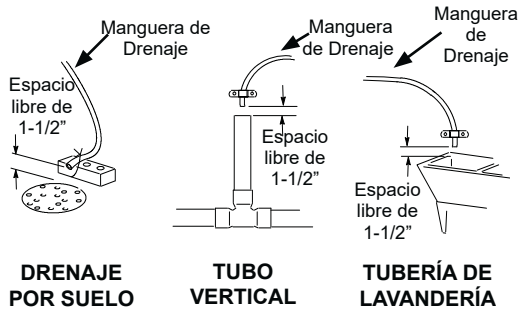 Manguera de
Drenaje
Espacio
libre de
1-1/2”
DRENAJE
POR SUELO
Manguera
de Drenaje
Espacio
libre de
1-1/2”
TUBO
VERTICAL
Manguera
de
Drenaje
Espacio
libre de
1-1/2”
TUBERÍA DE
LAVANDERÍA